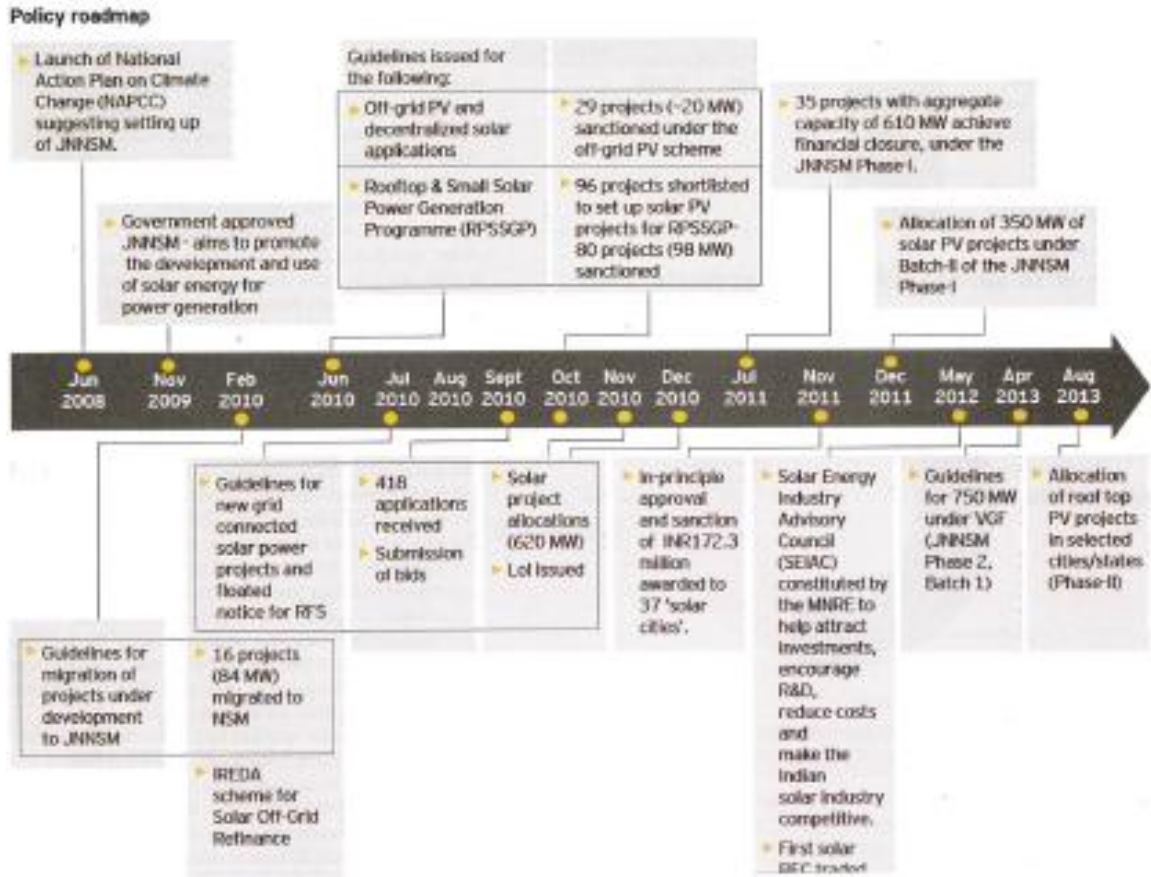 Policy roadmap
Launch of National
Action Plan on Climate
Change (NAPCC)
suggesting setting up
of JNNSM.
Government approved
JNNSM - aims to promote
the development and use
of solar energy for
power generation
Guidelines issued for
the following:
Off-grid PV and
decentralized solar
applications
Rooftop & Small Solar
Power Generation
Programme (RPSSGP)
29 projects (~20 MW)
sanctioned under the
off-grid PV scheme
96 projects shortlisted
to set up solar PV
projects for RPSSGP-
80 projects (98 MW)
sanctioned
35 projects with aggregate
capacity of 610 MW achieve
financial closure, under the
JNNSM Phase-I.
Allocation of 350 MW of
solar PV projects under
Batch-II of the JNNSM
Phase-I
Jun
2008
Nov
2009
Feb
2010
Jun
2010
Jul
2010
Aug
2010
Sept
2010
Oct
2010
Nov
2010
Dec
2010
Jul
2011
Nov
2011
Dec
2011
May
2012
Apr
2013
Aug
2013
Guidelines for
migration of
projects under
development
to JNNSM
Guidelines for
new grid
connected
solar power
projects and
floated
notice for RFS
16 projects
(84 MW)
migrated to
NSM
IREDA
scheme for
Solar Off-Grid
Refinance
418
applications
received
Submission
of bids
Solar
project
allocations
(620 MW)
LoI issued
In-principle
approval
and sanction
of INR172.3
million
awarded to
37 'solar
cities'.
Solar Energy
Industry
Advisory
Council
(SEIAC)
constituted by
the MNRE to
help attract
investments,
encourage
R&D,
reduce costs
and
make the
Indian
solar industry
competitive.
First solar
REC traded
Guidelines
for 750 MW
under VGF
(JNNSM
Phase 2,
Batch 1)
Allocation
of roof top
PV projects
in selected
cities/states
(Phase-II)